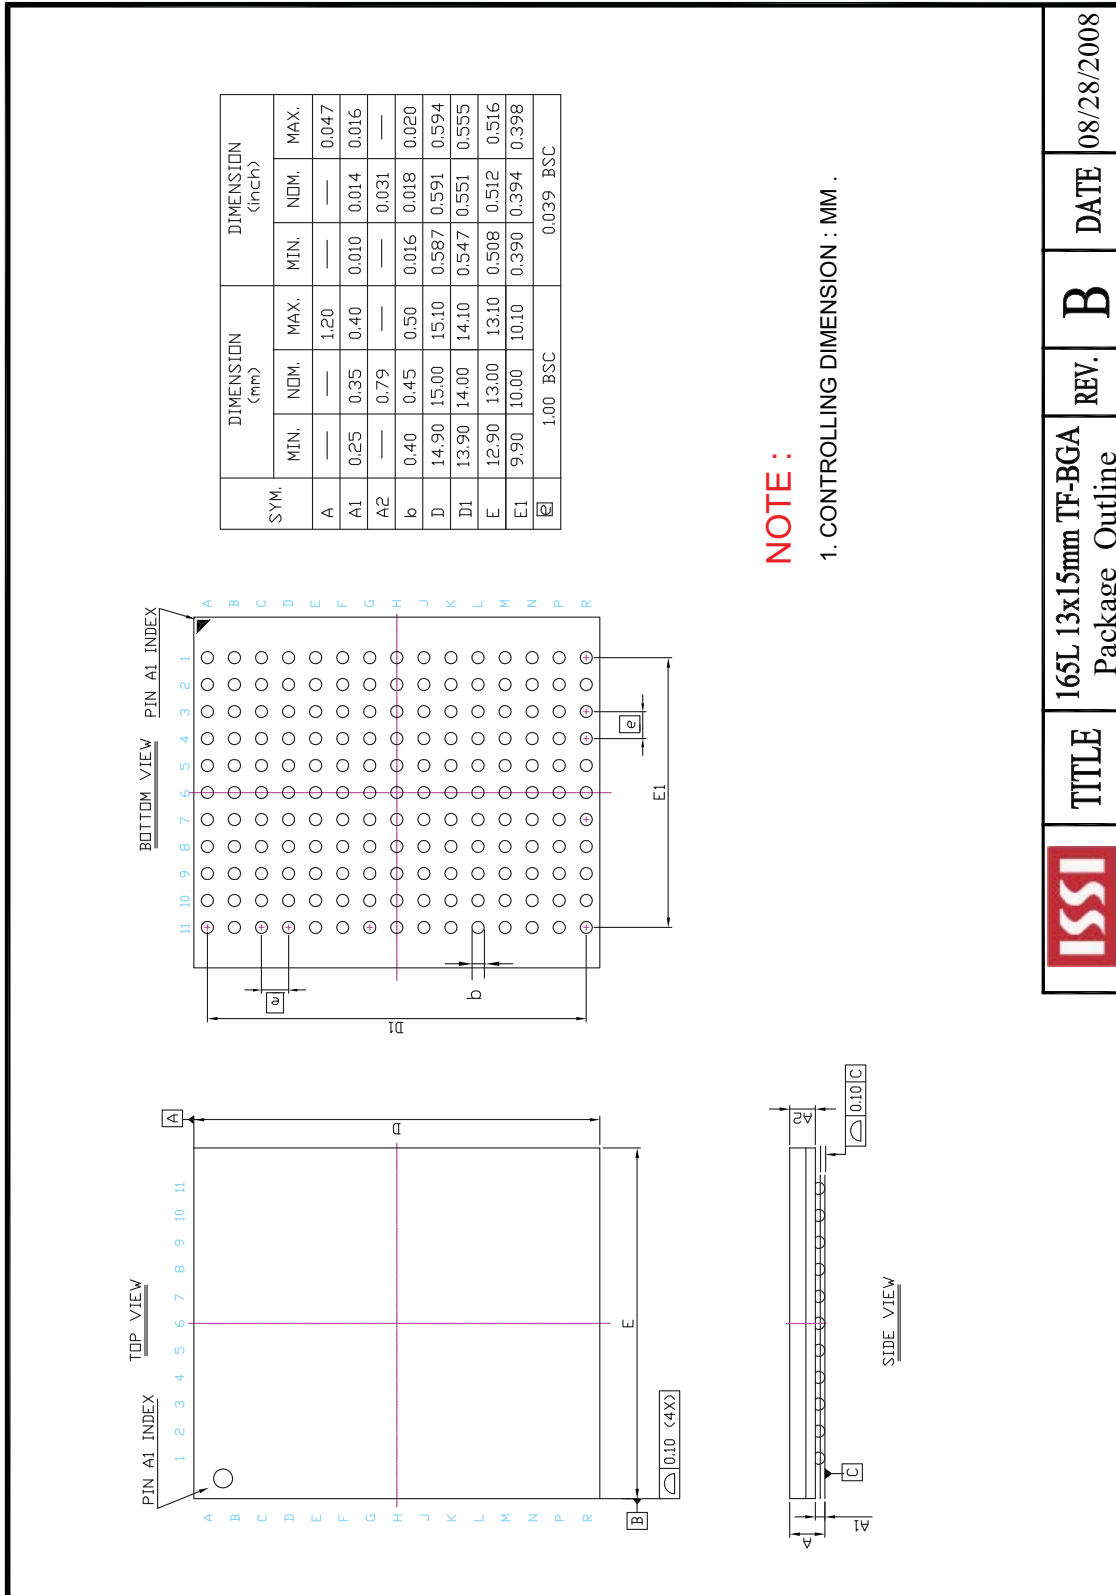 TOP VIEW
PIN A1 INDEX
1 2 3 4 5 6 7 8 9 10 11
A
B
C
D
E
F
G
H
J
K
L
M
N
P
R
A
D
E
B
0.10 (4X)
BOTTOM VIEW
PIN A1 INDEX
11 10 9 8 7 6 5 4 3 2 1
A
B
C
D
E
F
G
H
J
K
L
M
N
P
R
e
D1
b
e
E1
SYM. DIMENSION (mm) DIMENSION (inch)
MIN. NOM. MAX. MIN. NOM. MAX.
A — — 1.20 — — 0.047
A1 0.25 0.35 0.40 0.010 0.014 0.016
A2 — 0.79 — — 0.031 —
b 0.40 0.45 0.50 0.016 0.018 0.020
D 14.90 15.00 15.10 0.587 0.591 0.594
D1 13.90 14.00 14.10 0.547 0.551 0.555
E 12.90 13.00 13.10 0.508 0.512 0.516
E1 9.90 10.00 10.10 0.390 0.394 0.398
e 1.00 BSC 0.039 BSC
A
A1
A2
C
0.10 C
SIDE VIEW
NOTE :
1. CONTROLLING DIMENSION : MM .
ISSI
TITLE
165L 13x15mm TF-BGA
Package Outline
REV.
B
DATE
08/28/2008